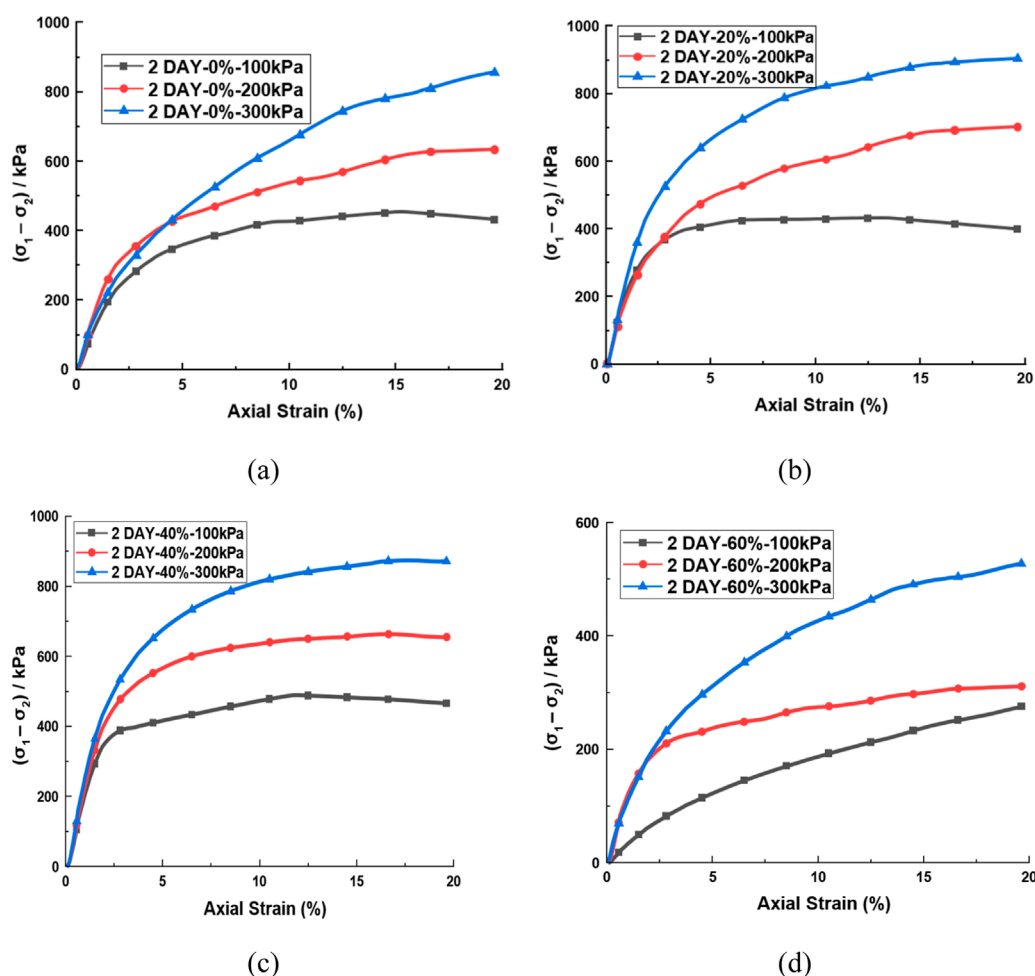 1000
800
600
400
200
0
(σ₁ − σ₂) / kPa
2 DAY-0%-100kPa
2 DAY-0%-200kPa
2 DAY-0%-300kPa
0 5 10 15 20
Axial Strain (%)
(a)
1000
800
600
400
200
0
(σ₁ − σ₂) / kPa
2 DAY-20%-100kPa
2 DAY-20%-200kPa
2 DAY-20%-300kPa
0 5 10 15 20
Axial Strain (%)
(b)
1000
800
600
400
200
0
(σ₁ − σ₂) / kPa
2 DAY-40%-100kPa
2 DAY-40%-200kPa
2 DAY-40%-300kPa
0 5 10 15 20
Axial Strain (%)
(c)
600
400
200
0
(σ₁ − σ₂) / kPa
2 DAY-60%-100kPa
2 DAY-60%-200kPa
2 DAY-60%-300kPa
0 5 10 15 20
Axial Strain (%)
(d)